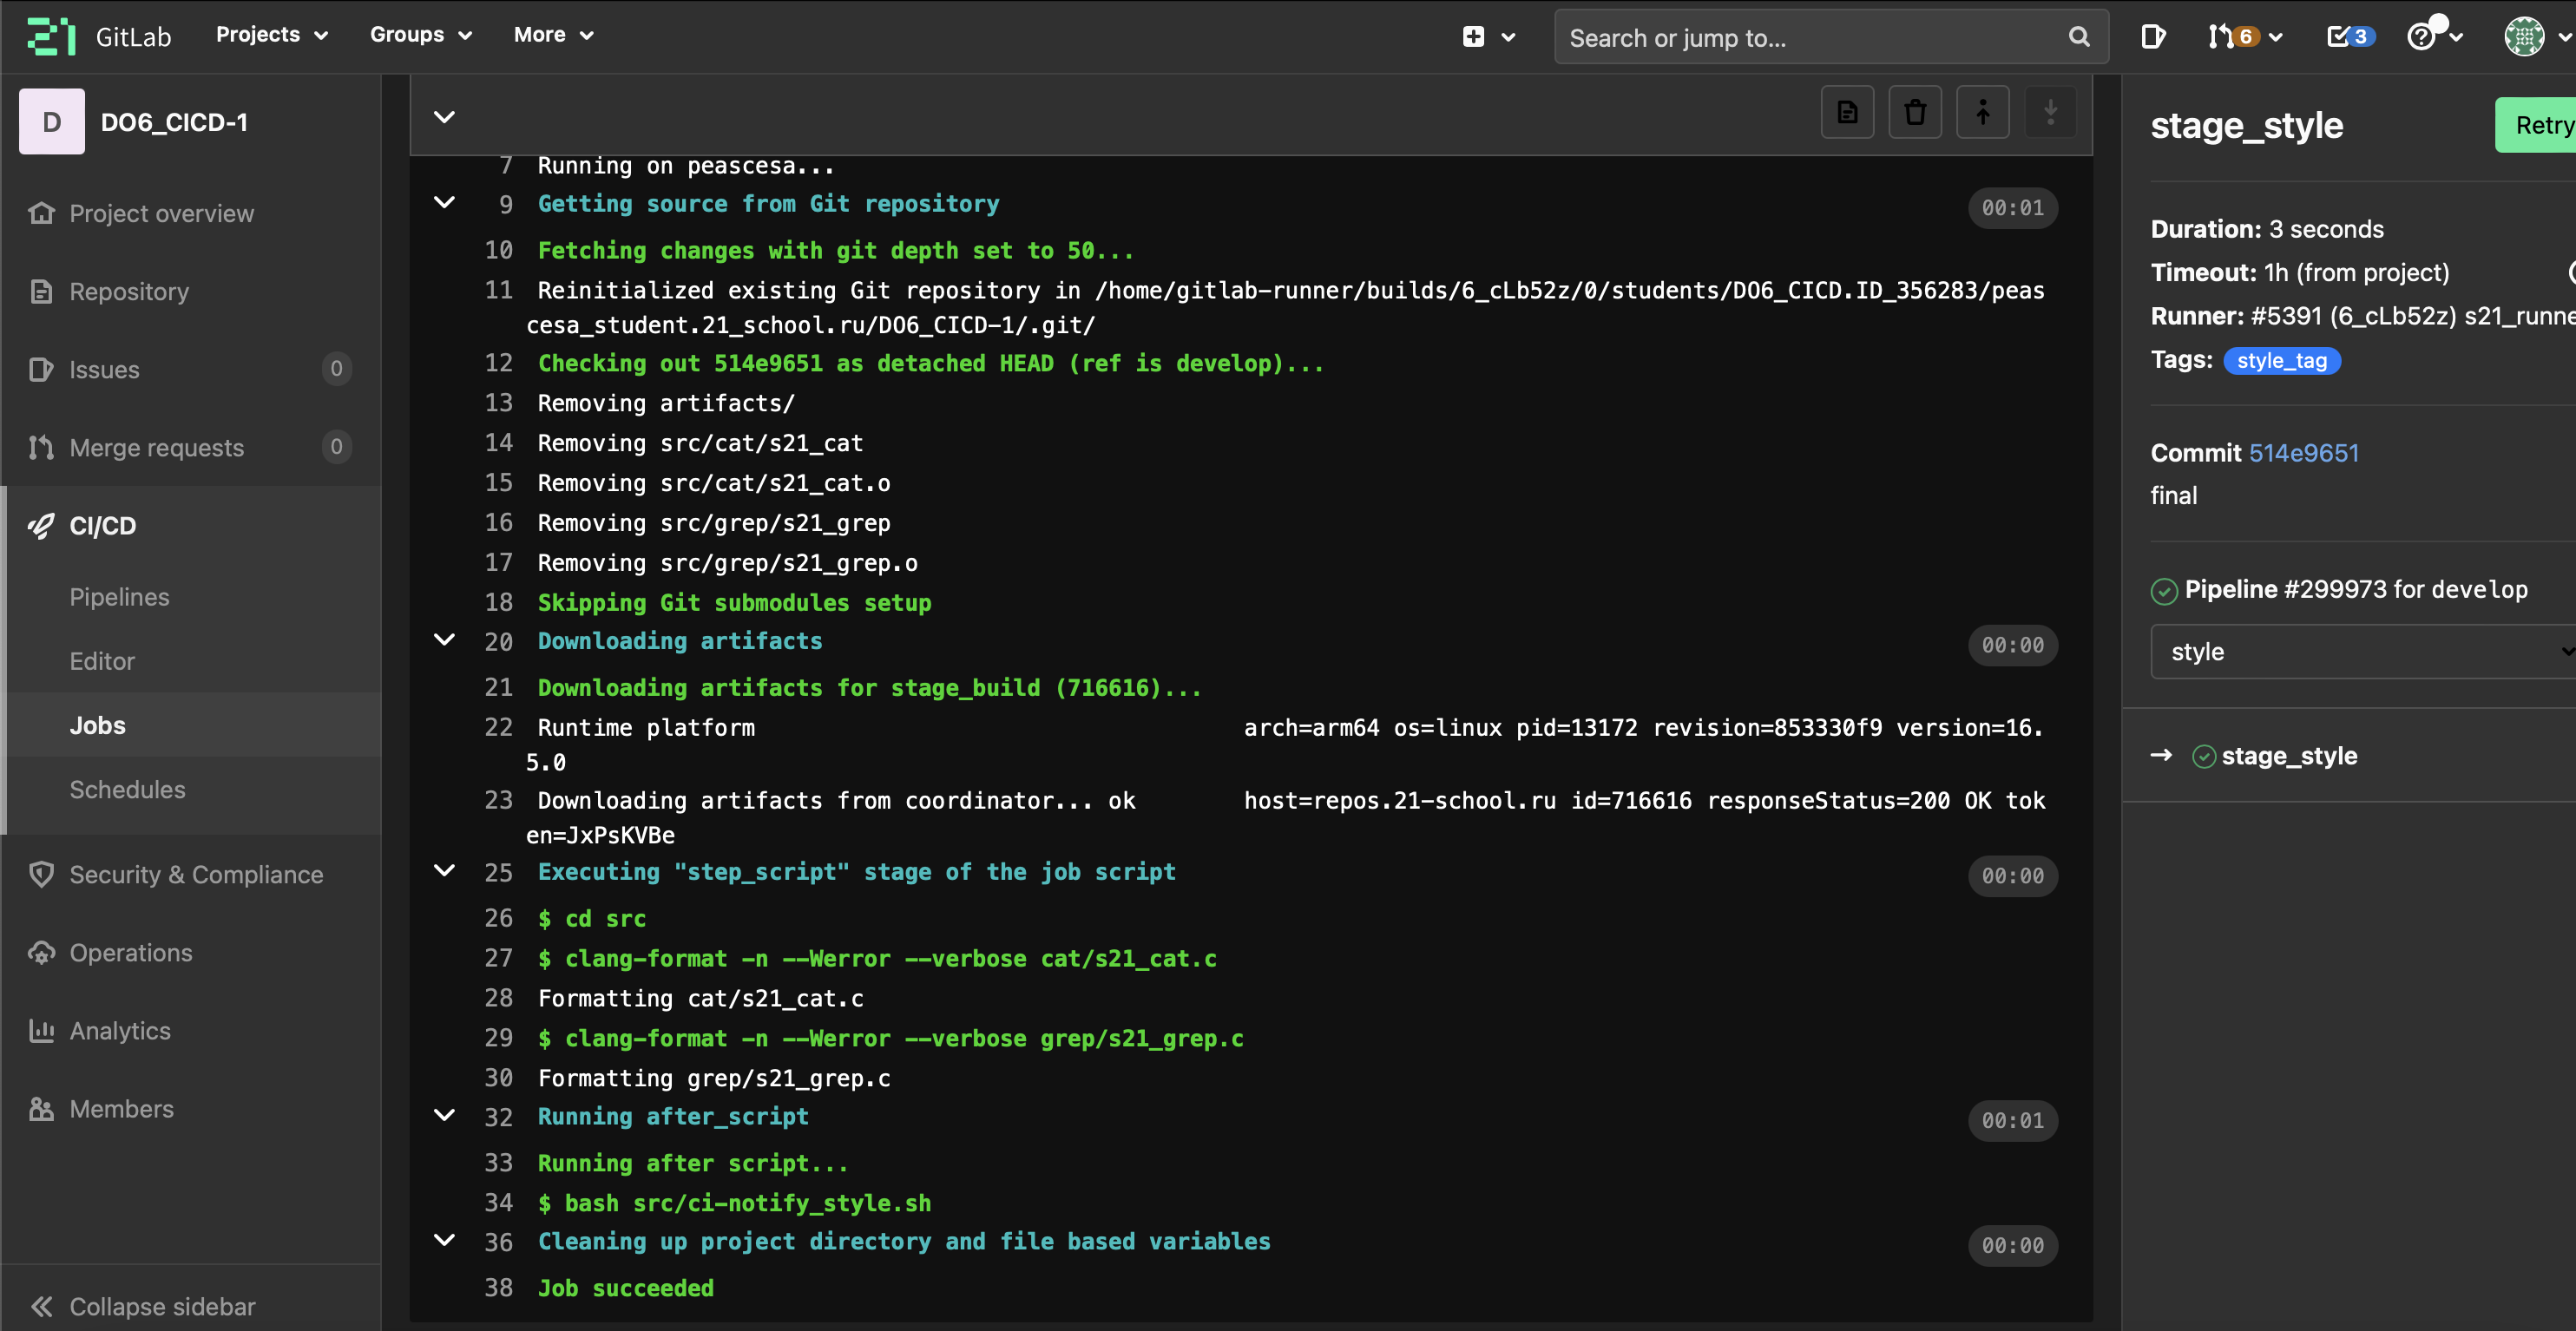 GitLab Projects Groups More Search or jump to... 6 3
D DO6_CICD-1
Project overview
Repository
Issues 0
Merge requests 0
CI/CD
Pipelines
Editor
Jobs
Schedules
Security & Compliance
Operations
Analytics
Members
Collapse sidebar
7 Running on peascesa...
9 Getting source from Git repository 00:01
10 Fetching changes with git depth set to 50...
11 Reinitialized existing Git repository in /home/gitlab-runner/builds/6_cLb52z/0/students/DO6_CICD.ID_356283/peas
cesa_student.21_school.ru/DO6_CICD-1/.git/
12 Checking out 514e9651 as detached HEAD (ref is develop)...
13 Removing artifacts/
14 Removing src/cat/s21_cat
15 Removing src/cat/s21_cat.o
16 Removing src/grep/s21_grep
17 Removing src/grep/s21_grep.o
18 Skipping Git submodules setup
20 Downloading artifacts 00:00
21 Downloading artifacts for stage_build (716616)...
22 Runtime platform arch=arm64 os=linux pid=13172 revision=853330f9 version=16.
5.0
23 Downloading artifacts from coordinator... ok host=repos.21-school.ru id=716616 responseStatus=200 OK tok
en=JxPsKVBe
25 Executing "step_script" stage of the job script 00:00
26 $ cd src
27 $ clang-format -n --Werror --verbose cat/s21_cat.c
28 Formatting cat/s21_cat.c
29 $ clang-format -n --Werror --verbose grep/s21_grep.c
30 Formatting grep/s21_grep.c
32 Running after_script 00:01
33 Running after script...
34 $ bash src/ci-notify_style.sh
36 Cleaning up project directory and file based variables 00:00
38 Job succeeded
stage_style Retry
Duration: 3 seconds
Timeout: 1h (from project)
Runner: #5391 (6_cLb52z) s21_runne
Tags: style_tag
Commit 514e9651
final
Pipeline #299973 for develop
style
→ stage_style